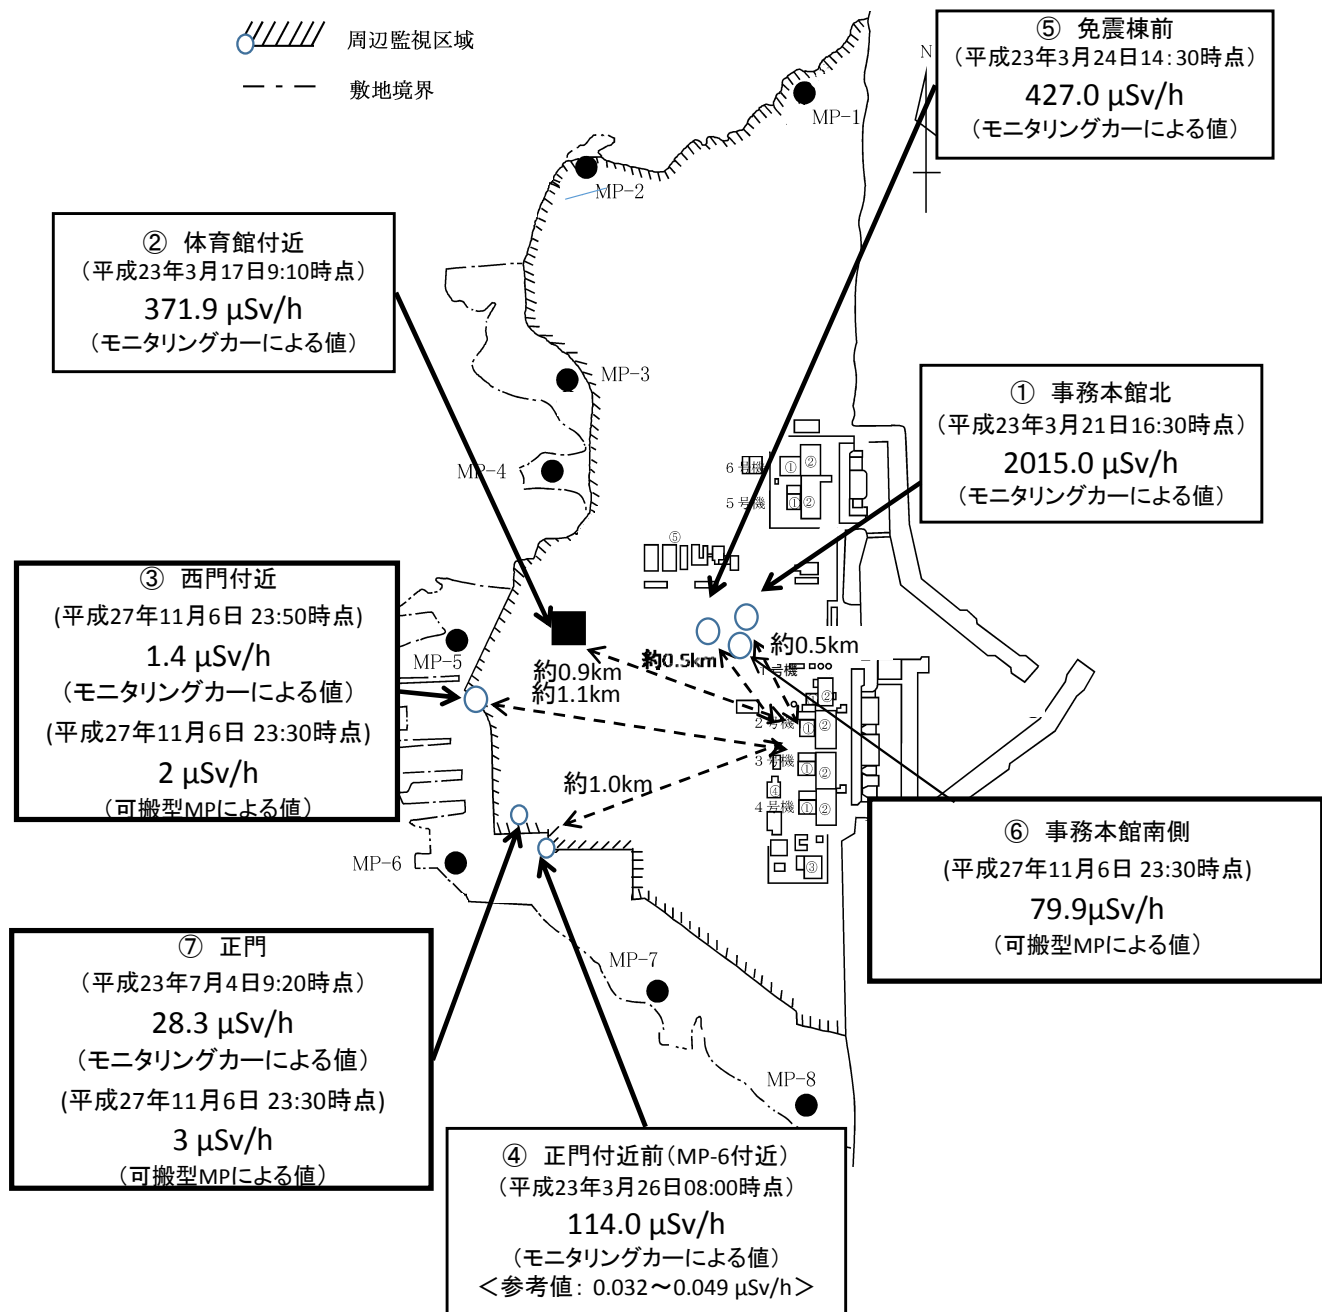 周辺監視区域
敷地境界
⑤ 免震棟前
（平成23年3月24日14:30時点）
427.0 μSv/h
（モニタリングカーによる値）
N
MP-1
MP-2
② 体育館付近
（平成23年3月17日9:10時点）
371.9 μSv/h
（モニタリングカーによる値）
MP-3
① 事務本館北
（平成23年3月21日16:30時点）
2015.0 μSv/h
（モニタリングカーによる値）
MP-4
6号機
①
②
5号機
①
②
⑤
③ 西門付近
(平成27年11月6日 23:50時点)
1.4 μSv/h
（モニタリングカーによる値）
(平成27年11月6日 23:30時点)
2 μSv/h
（可搬型MPによる値）
MP-5
約0.9km
約1.1km
約0.5km
約0.5km
1号機
②
2号機
①
②
3号機
①
②
④
4号機
①
②
③
約1.0km
MP-6
⑥ 事務本館南側
(平成27年11月6日 23:30時点)
79.9μSv/h
（可搬型MPによる値）
⑦ 正門
（平成23年7月4日9:20時点）
28.3 μSv/h
（モニタリングカーによる値）
(平成27年11月6日 23:30時点)
3 μSv/h
（可搬型MPによる値）
MP-7
MP-8
④ 正門付近前（MP-6付近）
（平成23年3月26日08:00時点）
114.0 μSv/h
（モニタリングカーによる値）
＜参考値：0.032～0.049 μSv/h＞